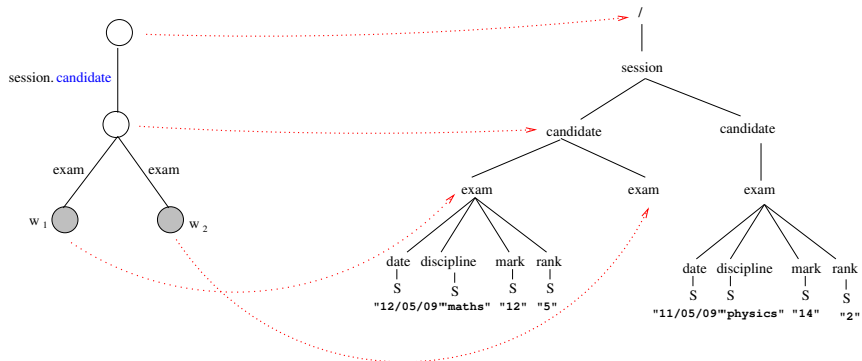 /
session
session. candidate
candidate candidate
exam exam
exam exam exam
w 1 w 2
date discipline mark rank date discipline mark rank
S S S S S S S S
"12/05/09" "maths" "12" "5" "11/05/09" "physics" "14" "2"